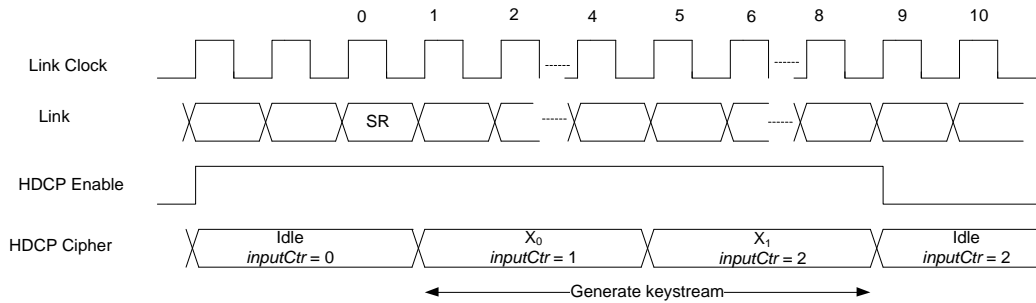 0 1 2 4 5 6 8 9 10
Link Clock
Link
SR
HDCP Enable
HDCP Cipher
Idle
inputCtr = 0
X₀
inputCtr = 1
X₁
inputCtr = 2
Idle
inputCtr = 2
Generate keystream